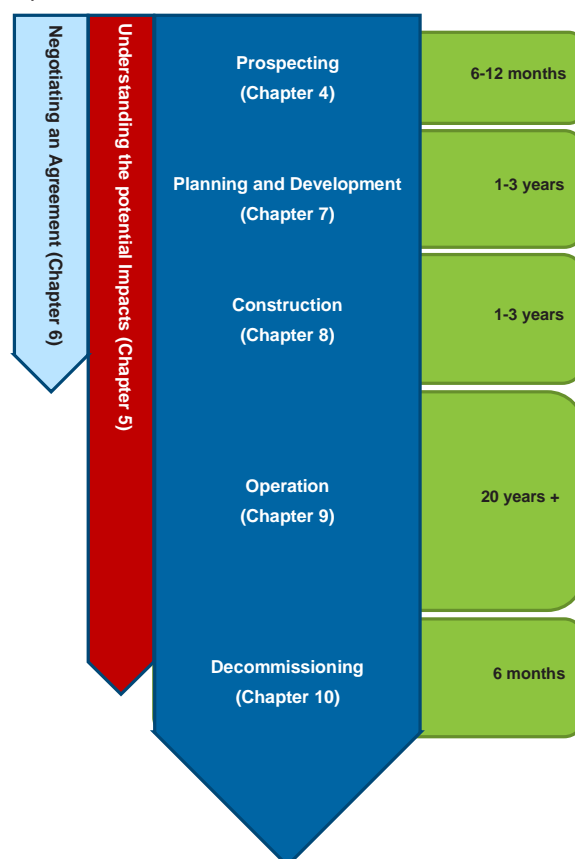 Negotiating an Agreement (Chapter 6)
Understanding the potential Impacts (Chapter 5)
Prospecting
(Chapter 4)
6-12 months
Planning and Development
(Chapter 7)
1-3 years
Construction
(Chapter 8)
1-3 years
Operation
(Chapter 9)
20 years +
Decommissioning
(Chapter 10)
6 months